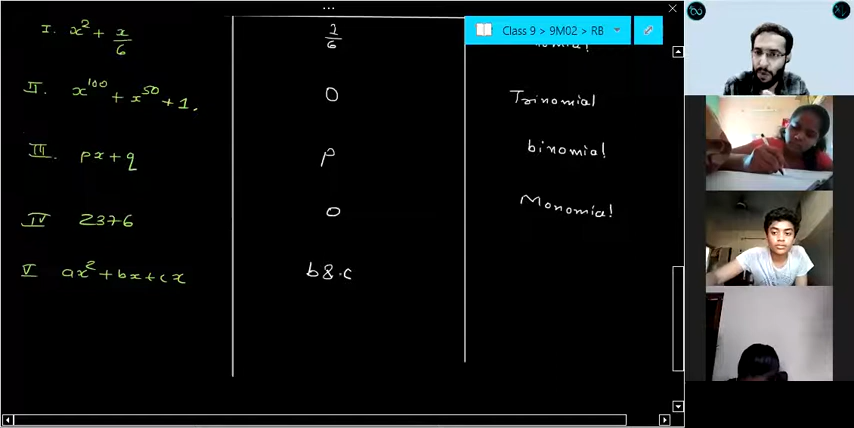 ...
I. x² + x/6 1/6
Class 9 > 9M02 > RB
II. x¹⁰⁰ + x⁵⁰ + 1. 0 Trinomial
III. px + q p binomial
IV 2376 0 Monomial
V ax² + bx + cx b & c